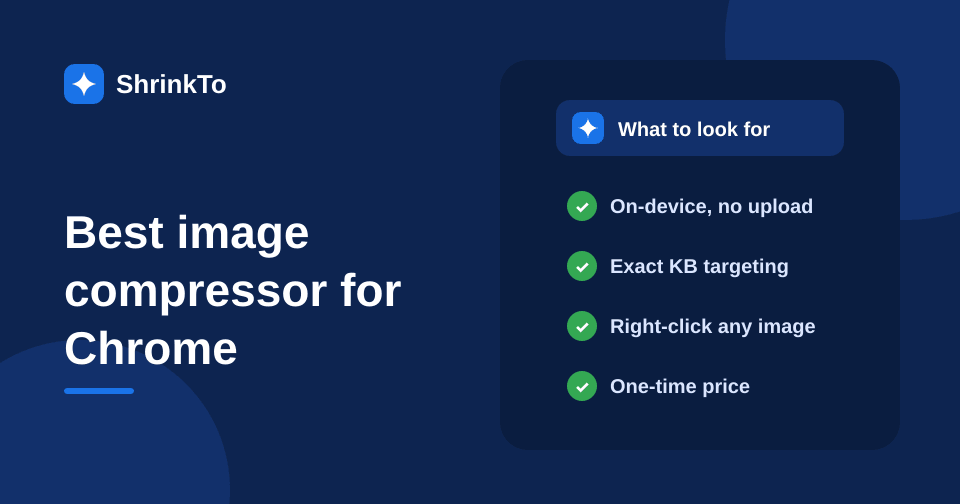 ShrinkTo
Best image
compressor for
Chrome
What to look for
On-device, no upload
Exact KB targeting
Right-click any image
One-time price